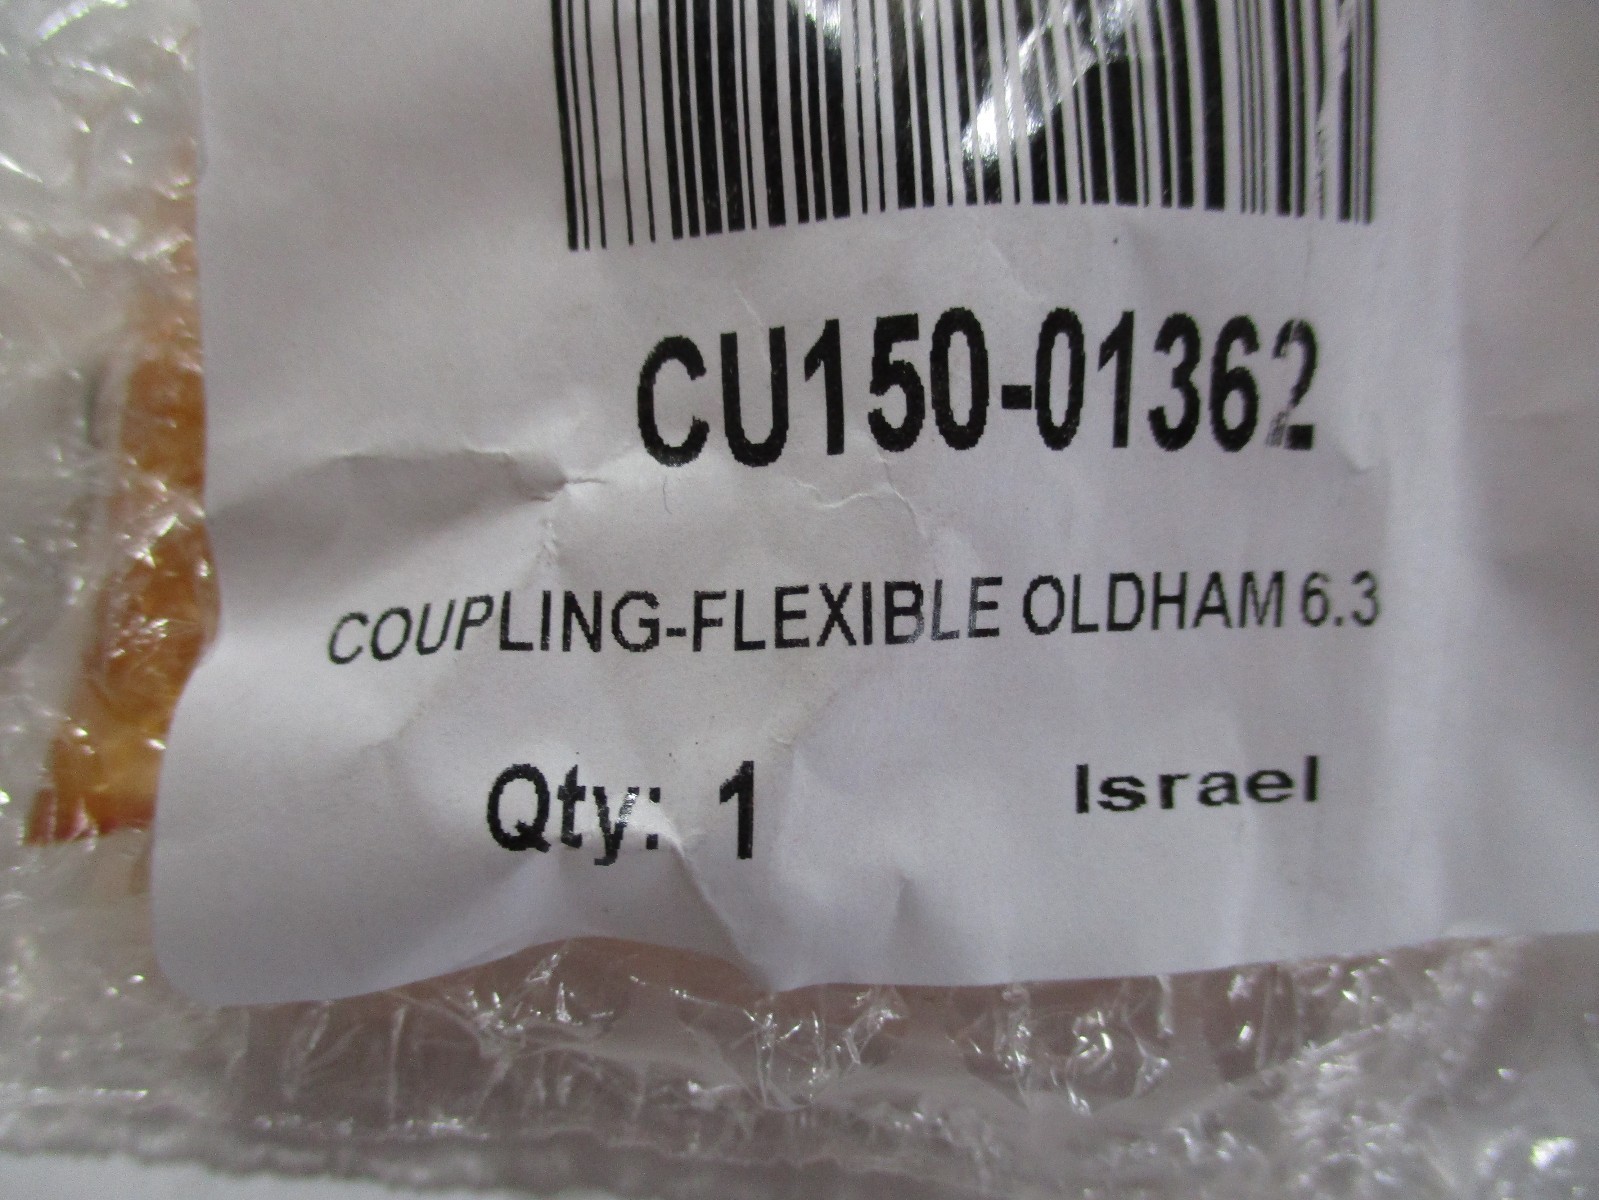 CU150-01362
COUPLING-FLEXIBLE OLDHAM 6.3
Qty: 1
Israel